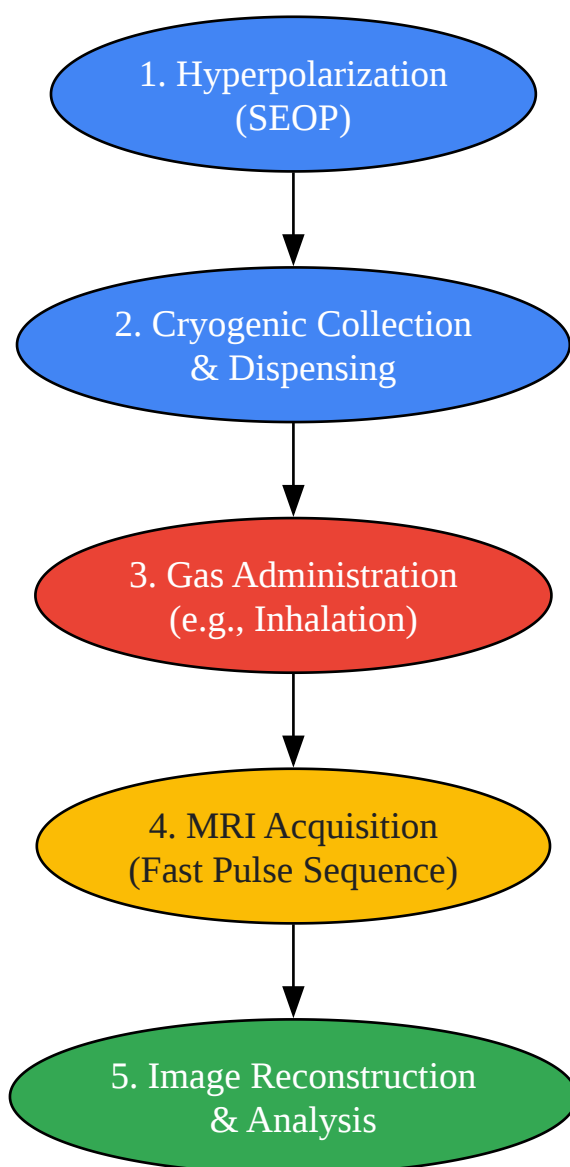 1. Hyperpolarization
(SEOP)
2. Cryogenic Collection
& Dispensing
3. Gas Administration
(e.g., Inhalation)
4. MRI Acquisition
(Fast Pulse Sequence)
5. Image Reconstruction
& Analysis